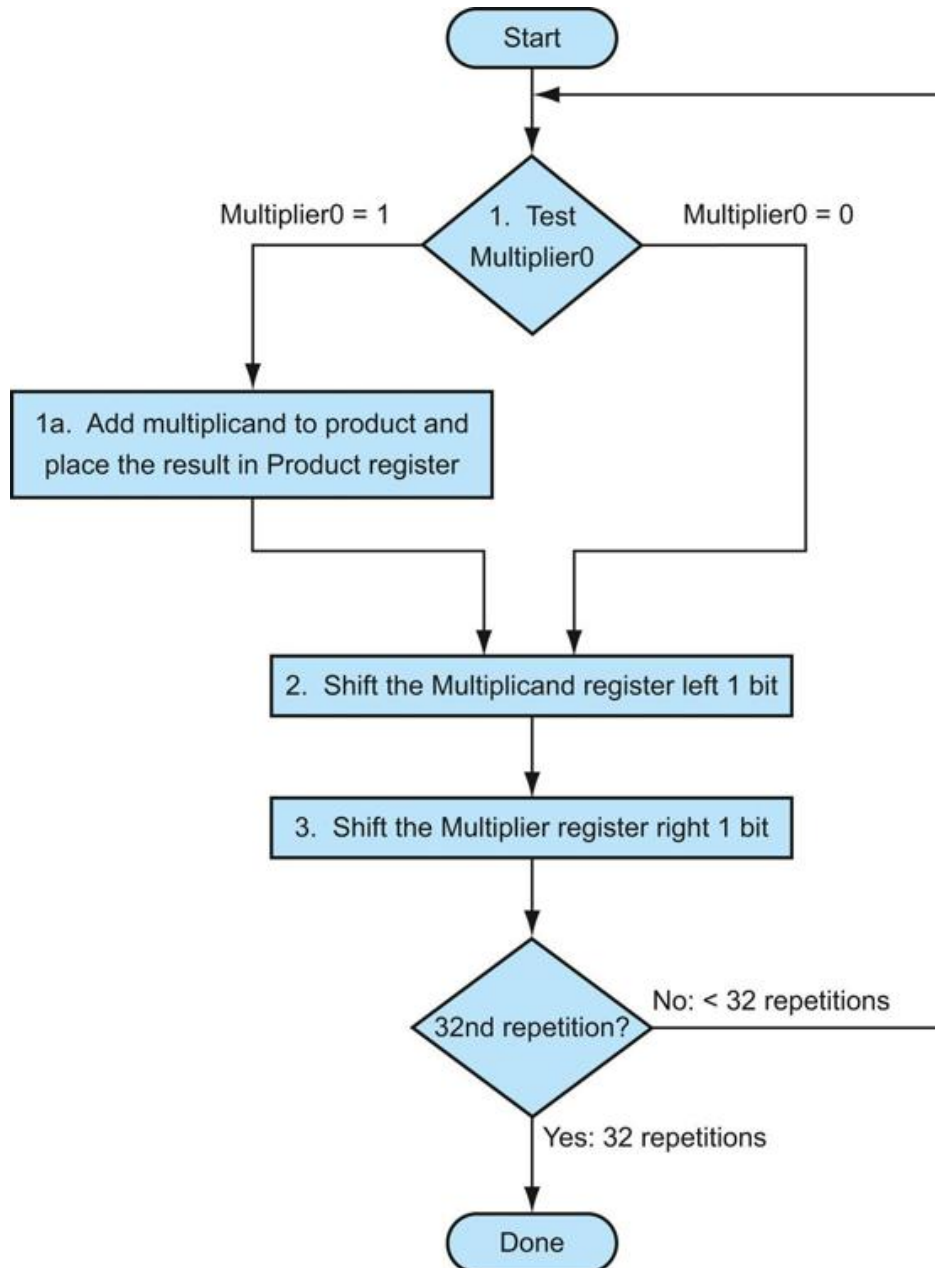 Start
Multiplier0 = 1
1. Test
Multiplier0
Multiplier0 = 0
1a. Add multiplicand to product and
place the result in Product register
2. Shift the Multiplicand register left 1 bit
3. Shift the Multiplier register right 1 bit
32nd repetition?
No: < 32 repetitions
Yes: 32 repetitions
Done